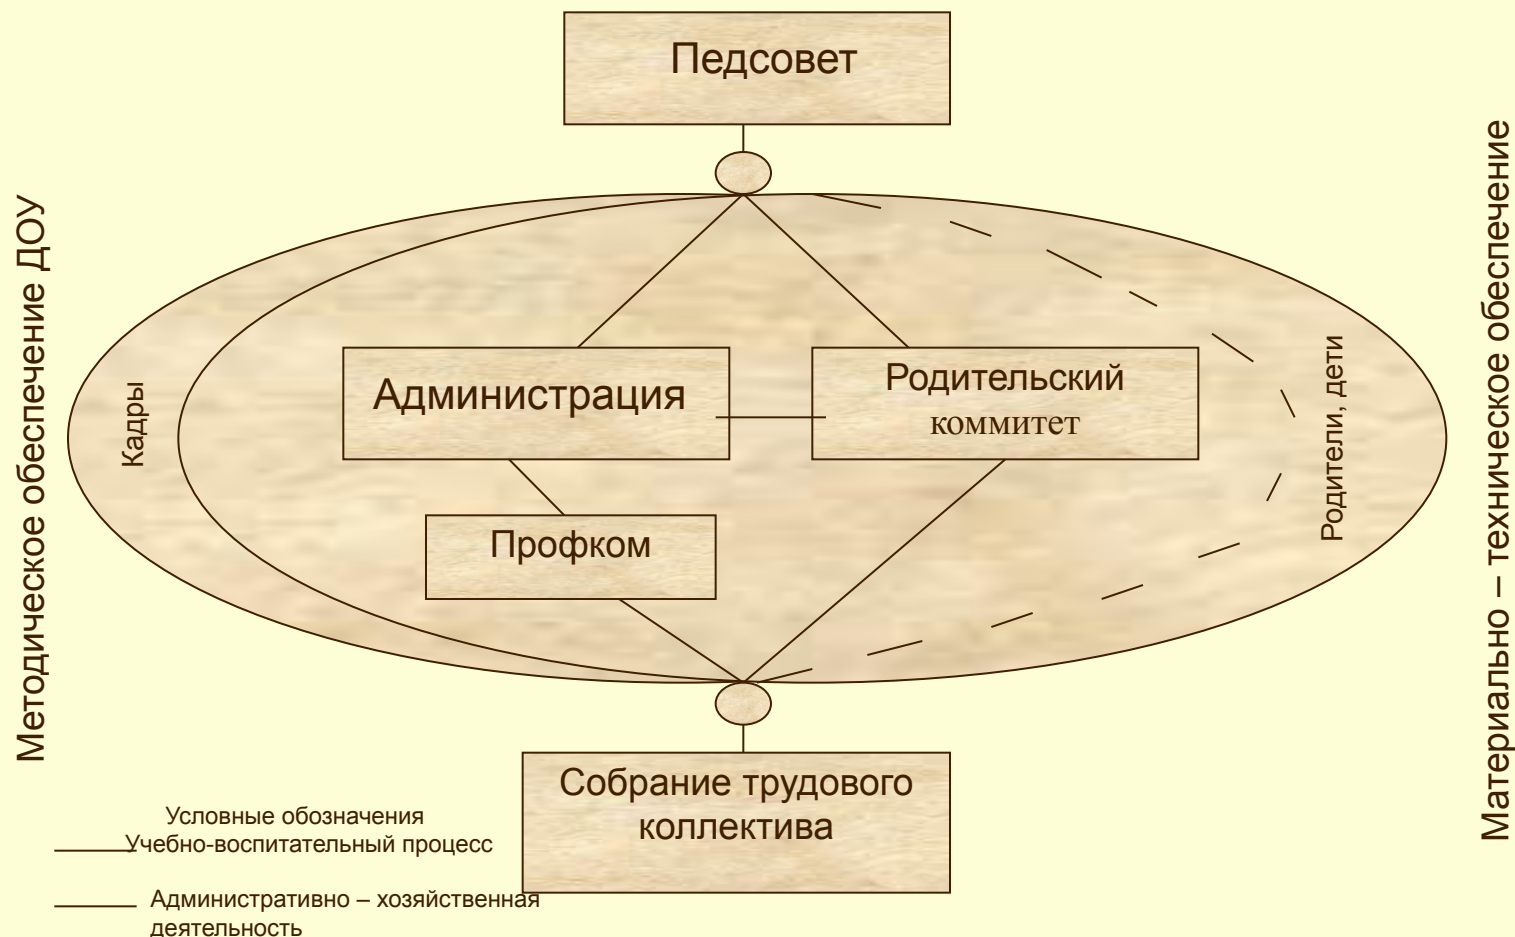 Педсовет
Методическое обеспечение ДОУ
Материально – техническое обеспечение
Кадры
Администрация
Родительский
коммитет
Родители, дети
Профком
Собрание трудового
коллектива
Условные обозначения
Учебно-воспитательный процесс
Административно – хозяйственная
деятельность